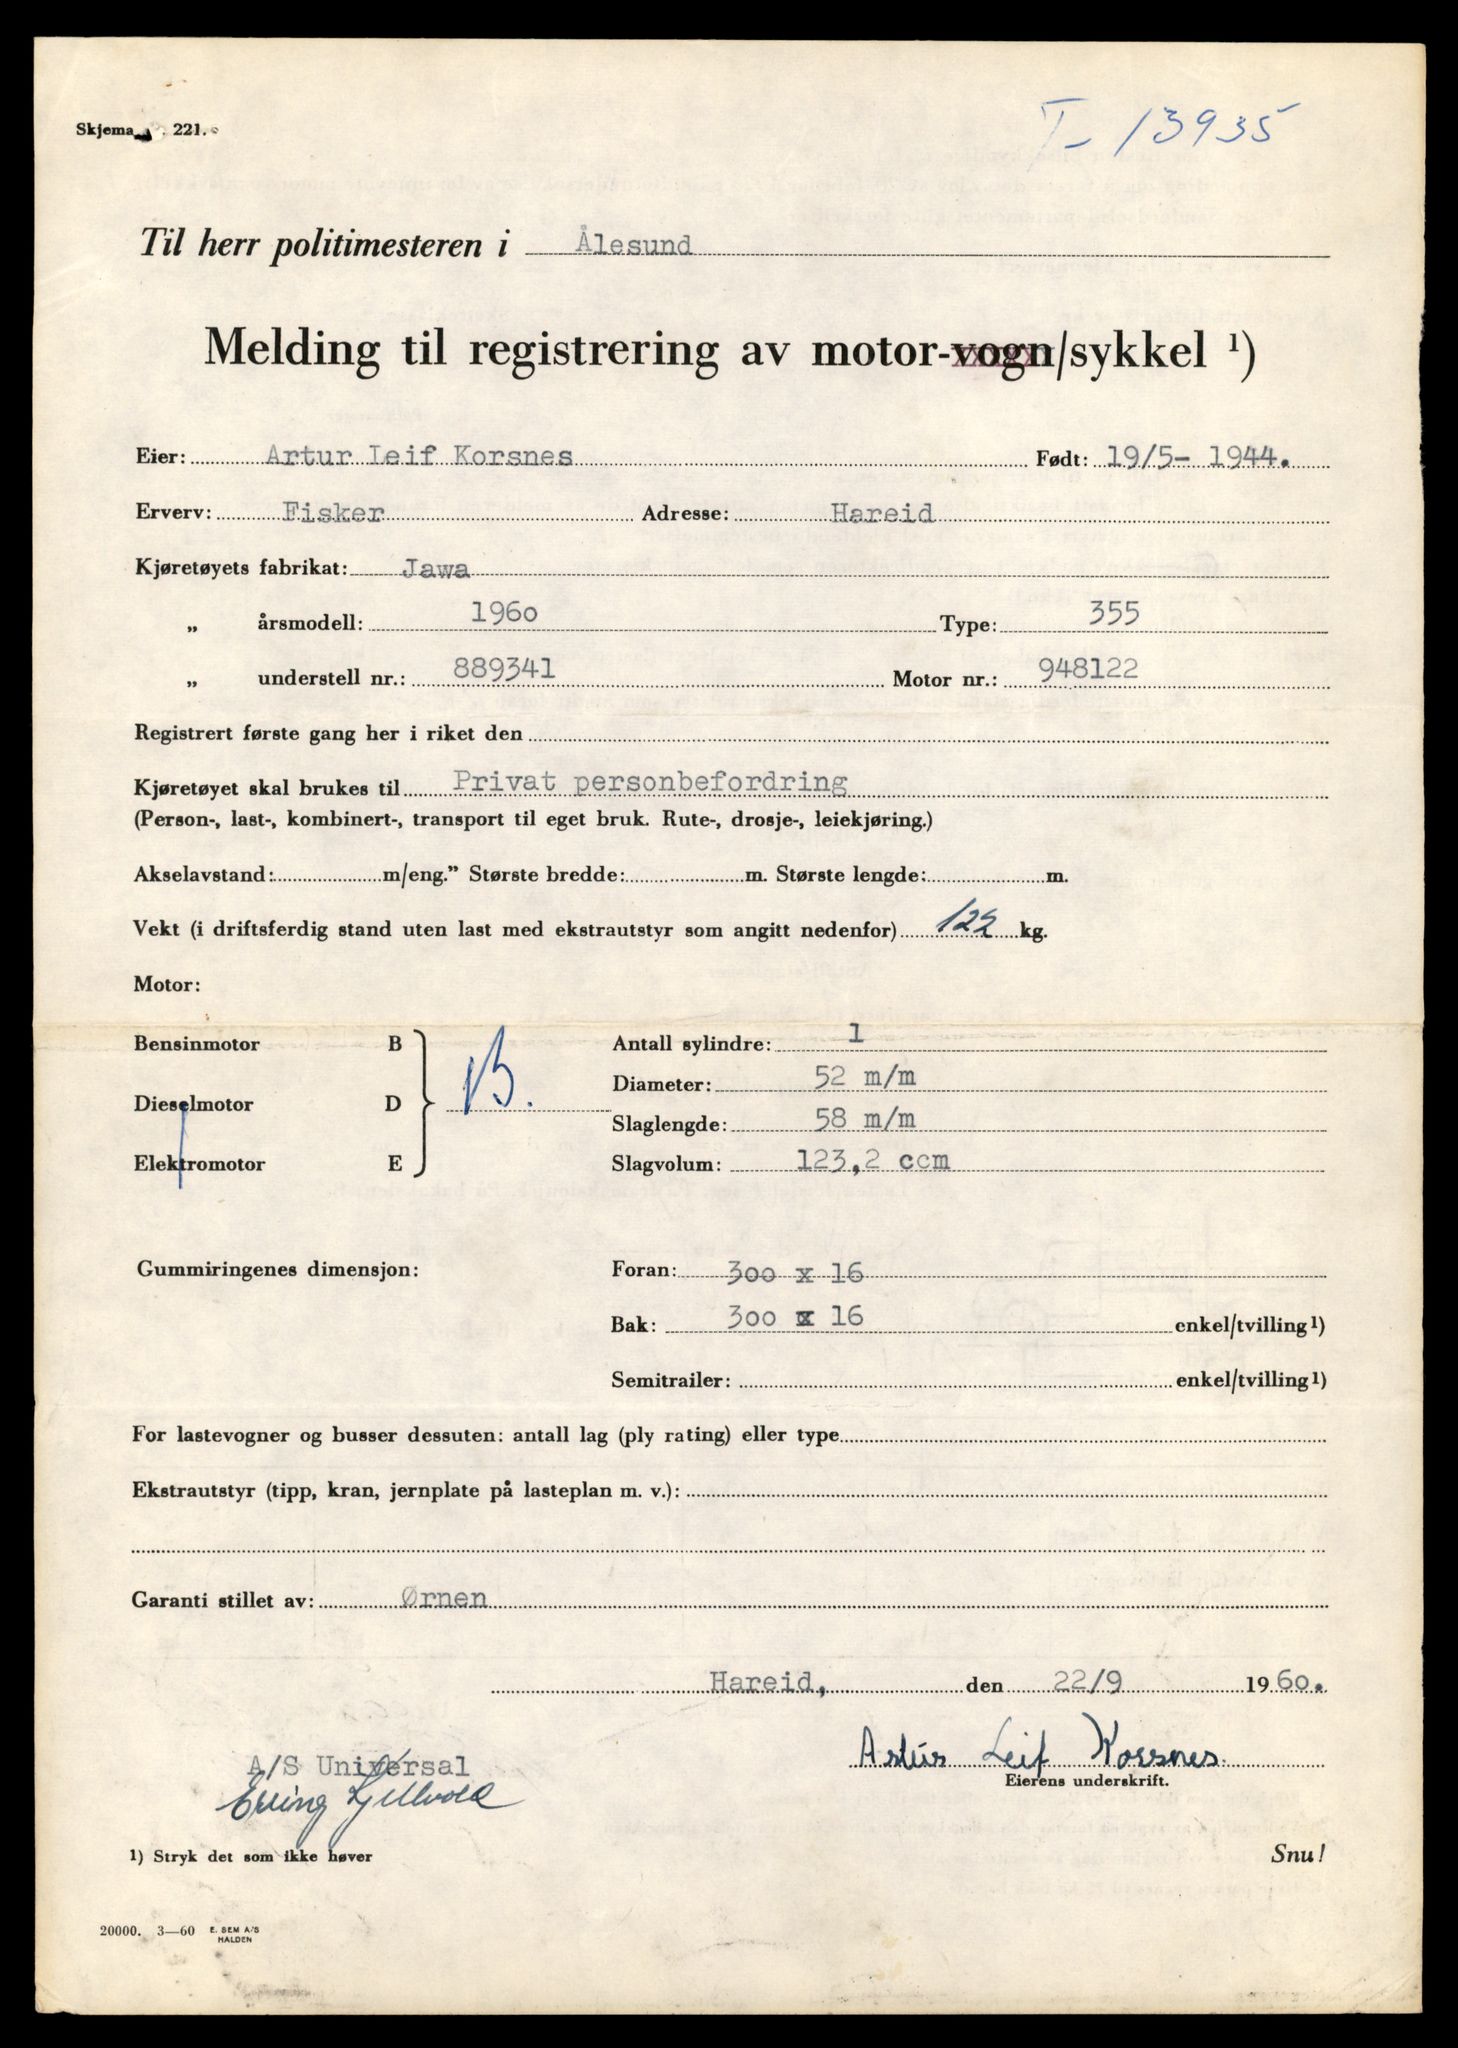 Skjema 221.
T- 13935
Til herr politimesteren i Ålesund
Melding til registrering av motor-vogn/sykkel ¹)
Eier: Artur Leif Korsnes Født: 19/5- 1944.
Erverv: Fisker Adresse: Hareid
Kjøretøyets fabrikat: Jawa
„ årsmodell: 1960 Type: 355
„ understell nr.: 889341 Motor nr.: 948122
Registrert første gang her i riket den
Kjøretøyet skal brukes til Privat personbefordring
(Person-, last-, kombinert-, transport til eget bruk. Rute-, drosje-, leiekjøring.)
Akselavstand: m/eng.” Største bredde: m. Største lengde: m.
Vekt (i driftsferdig stand uten last med ekstrautstyr som angitt nedenfor) 122 kg.
Motor:
Bensinmotor B Antall sylindre: 1
Diameter: 52 m/m
Dieselmotor D B. Slaglengde: 58 m/m
Elektromotor E Slagvolum: 123,2 ccm
Gummiringenes dimensjon: Foran: 300 x 16
Bak: 300 x 16 enkel/tvilling¹)
Semitrailer: enkel/tvilling¹)
For lastevogner og busser dessuten: antall lag (ply rating) eller type
Ekstrautstyr (tipp, kran, jernplate på lasteplan m. v.):
Garanti stillet av: Ørnen
Hareid, den 22/9 1960.
A/S Universal Artur Leif Korsnes.
Eierens underskrift.
1) Stryk det som ikke høver Snu!
20000. 3—60 E. SEM A/S
HALDEN